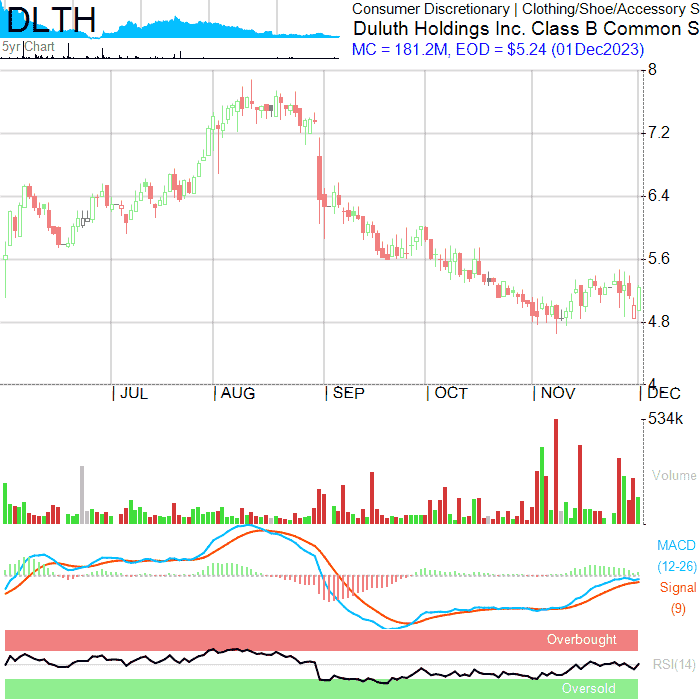 DLTH
5yr Chart
Consumer Discretionary | Clothing/Shoe/Accessory S
Duluth Holdings Inc. Class B Common S
MC = 181.2M, EOD = $5.24 (01Dec2023)
8
7.2
6.4
5.6
4.8
4
JUL
AUG
SEP
OCT
NOV
DEC
534k
Volume
MACD
(12-26)
Signal
(9)
Overbought
RSI(14)
Oversold